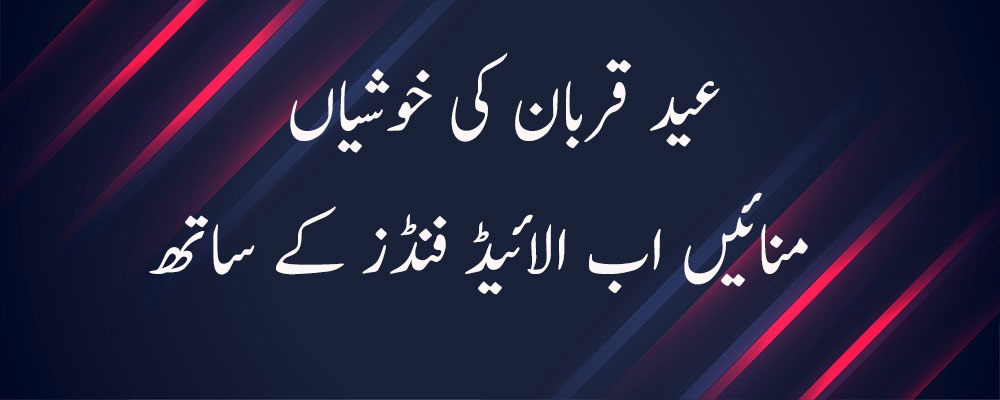 عید قربان کی خوشیاں
منائیں اب الائیڈ فنڈز کے ساتھ